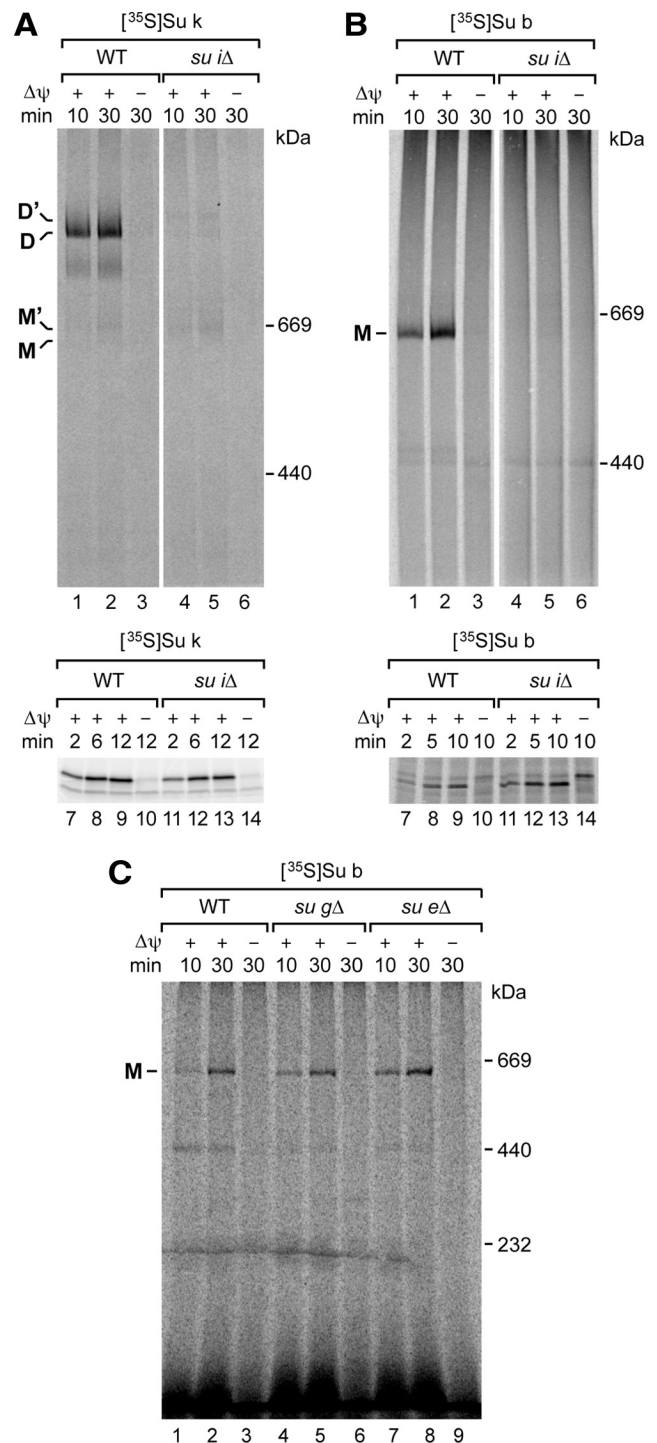 A
[35S]Su k
WT su iΔ
Δψ + + – + + –
min 10 30 30 10 30 30
kDa
D'
D
M'
M
669
440
1 2 3 4 5 6
[35S]Su k
WT su iΔ
Δψ + + + – + + + –
min 2 6 12 12 2 6 12 12
7 8 9 10 11 12 13 14
B
[35S]Su b
WT su iΔ
Δψ + + – + + –
min 10 30 30 10 30 30
kDa
669
M
440
1 2 3 4 5 6
[35S]Su b
WT su iΔ
Δψ + + + – + + + –
min 2 5 10 10 2 5 10 10
7 8 9 10 11 12 13 14
C
[35S]Su b
WT su gΔ su eΔ
Δψ + + – + + – + + –
min 10 30 30 10 30 30 10 30 30
kDa
M
669
440
232
1 2 3 4 5 6 7 8 9